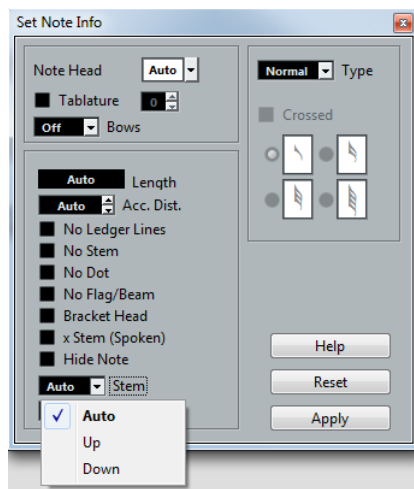 Set Note Info
Note Head Auto
Tablature 0
Off Bows
Normal Type
Crossed
Auto Length
Auto Acc. Dist.
No Ledger Lines
No Stem
No Dot
No Flag/Beam
Bracket Head
x Stem (Spoken)
Hide Note
Auto Stem
Auto
Up
Down
Help
Reset
Apply